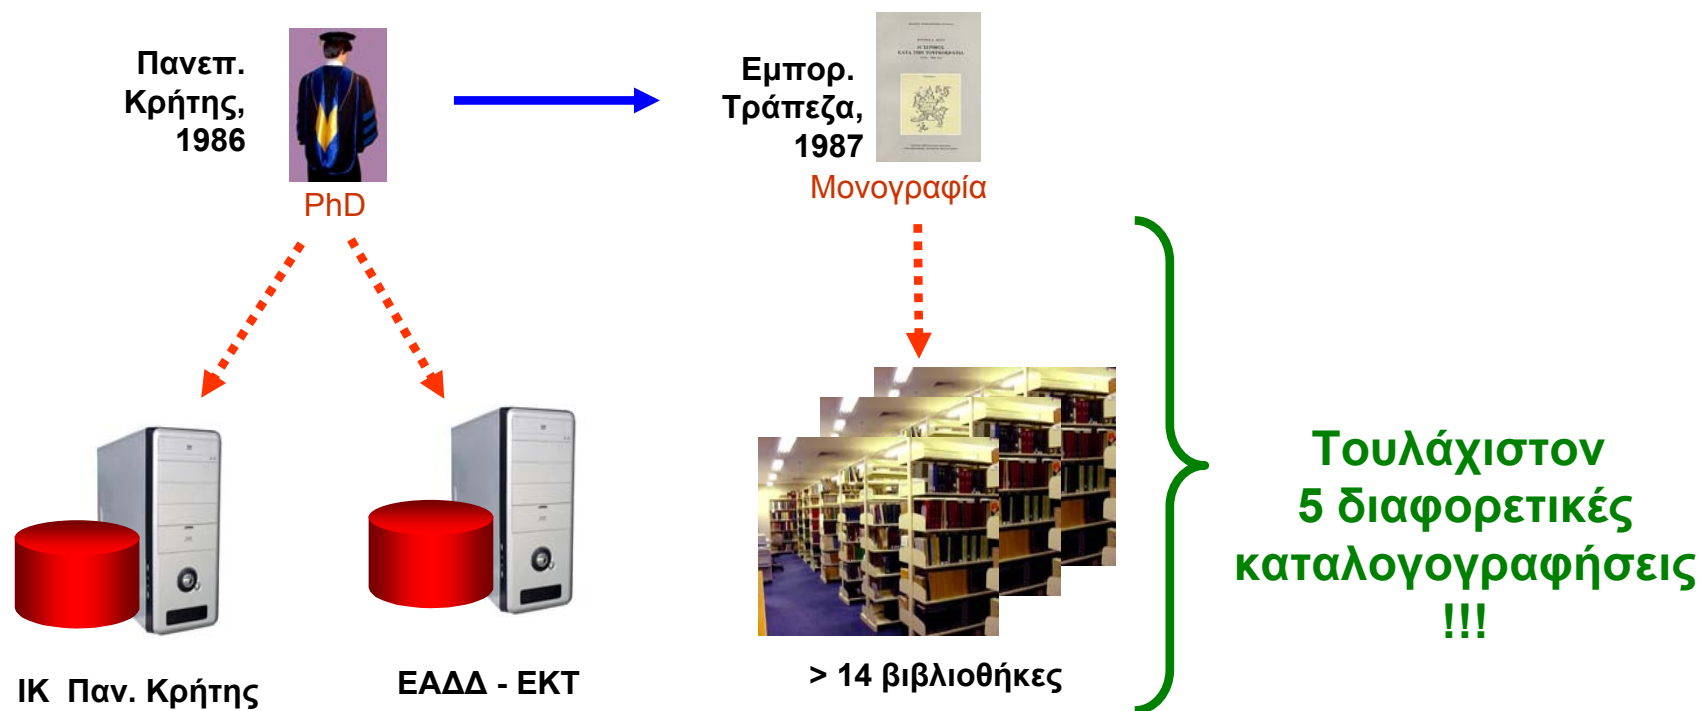 Πανεπ.
Κρήτης,
1986
PhD
Εμπορ.
Τράπεζα,
1987
Μονογραφία
ΙΚ Παν. Κρήτης
ΕΑΔΔ - ΕΚΤ
> 14 βιβλιοθήκες
Τουλάχιστον
5 διαφορετικές
καταλογογραφήσεις
!!!